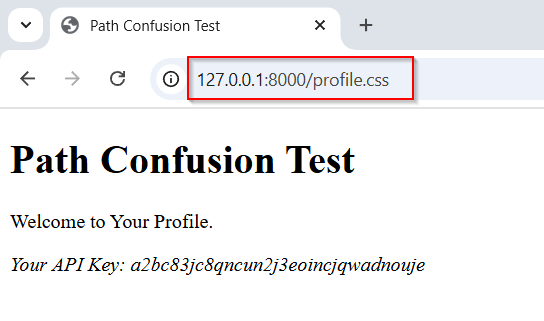 Path Confusion Test
127.0.0.1:8000/profile.css
Path Confusion Test
Welcome to Your Profile.
Your API Key: a2bc83jc8qncun2j3eoincjqwadnouje